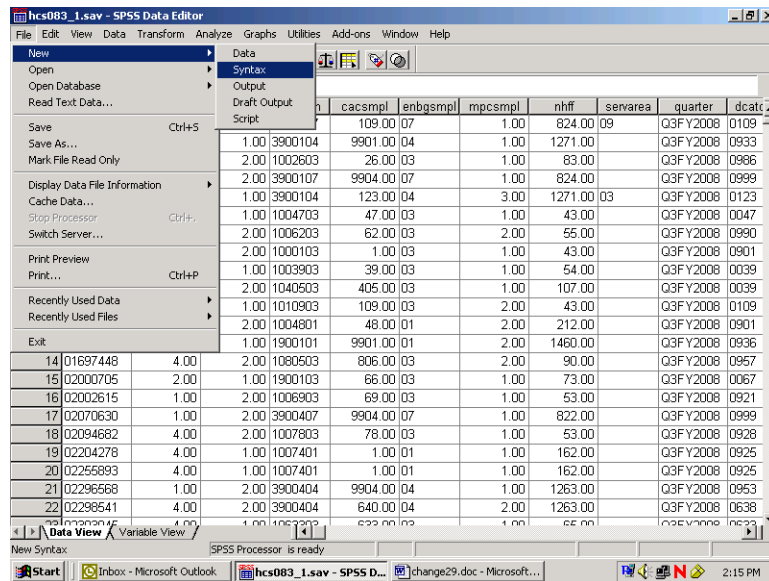 hcs083_1.sav - SPSS Data Editor
File Edit View Data Transform Analyze Graphs Utilities Add-ons Window Help
New
Open
Open Database
Read Text Data...
Save Ctrl+S
Save As...
Mark File Read Only
Display Data File Information
Cache Data...
Stop Processor Ctrl+.
Switch Server...
Print Preview
Print... Ctrl+P
Recently Used Data
Recently Used Files
Exit
Data
Syntax
Output
Draft Output
Script
cacsmpl enbgsmpl mpcsmpl nhff servarea quarter dcatc
109.00 07 1.00 824.00 09 Q3FY2008 0109
1.00 3900104 9901.00 04 1.00 1271.00 Q3FY2008 0933
2.00 1002603 26.00 03 1.00 83.00 Q3FY2008 0986
2.00 3900107 9904.00 07 1.00 824.00 Q3FY2008 0999
1.00 3900104 123.00 04 3.00 1271.00 03 Q3FY2008 0123
1.00 1004703 47.00 03 1.00 43.00 Q3FY2008 0047
2.00 1006203 62.00 03 2.00 55.00 Q3FY2008 0990
2.00 1000103 1.00 03 1.00 43.00 Q3FY2008 0901
1.00 1003903 39.00 03 1.00 54.00 Q3FY2008 0039
2.00 1040503 405.00 03 1.00 107.00 Q3FY2008 0039
1.00 1010903 109.00 03 2.00 43.00 Q3FY2008 0109
2.00 1004801 48.00 01 2.00 212.00 Q3FY2008 0901
1.00 1900101 9901.00 01 2.00 1460.00 Q3FY2008 0936
14 01697448 4.00 2.00 1080503 806.00 03 2.00 90.00 Q3FY2008 0957
15 02000705 2.00 1.00 1900103 66.00 03 1.00 73.00 Q3FY2008 0067
16 02002615 1.00 2.00 1006903 69.00 03 1.00 53.00 Q3FY2008 0921
17 02070630 1.00 2.00 3900407 9904.00 07 1.00 822.00 Q3FY2008 0999
18 02094682 4.00 2.00 1007803 78.00 03 1.00 53.00 Q3FY2008 0928
19 02204278 4.00 1.00 1007401 1.00 01 1.00 162.00 Q3FY2008 0925
20 02255893 4.00 1.00 1007401 1.00 01 1.00 162.00 Q3FY2008 0925
21 02296568 1.00 2.00 3900404 9904.00 04 1.00 1263.00 Q3FY2008 0953
22 02298541 4.00 2.00 3900404 640.00 04 2.00 1263.00 Q3FY2008 0638
Data View Variable View
New Syntax SPSS Processor is ready
Start Inbox - Microsoft Outlook hcs083_1.sav - SPSS D... change29.doc - Microsoft... 2:15 PM